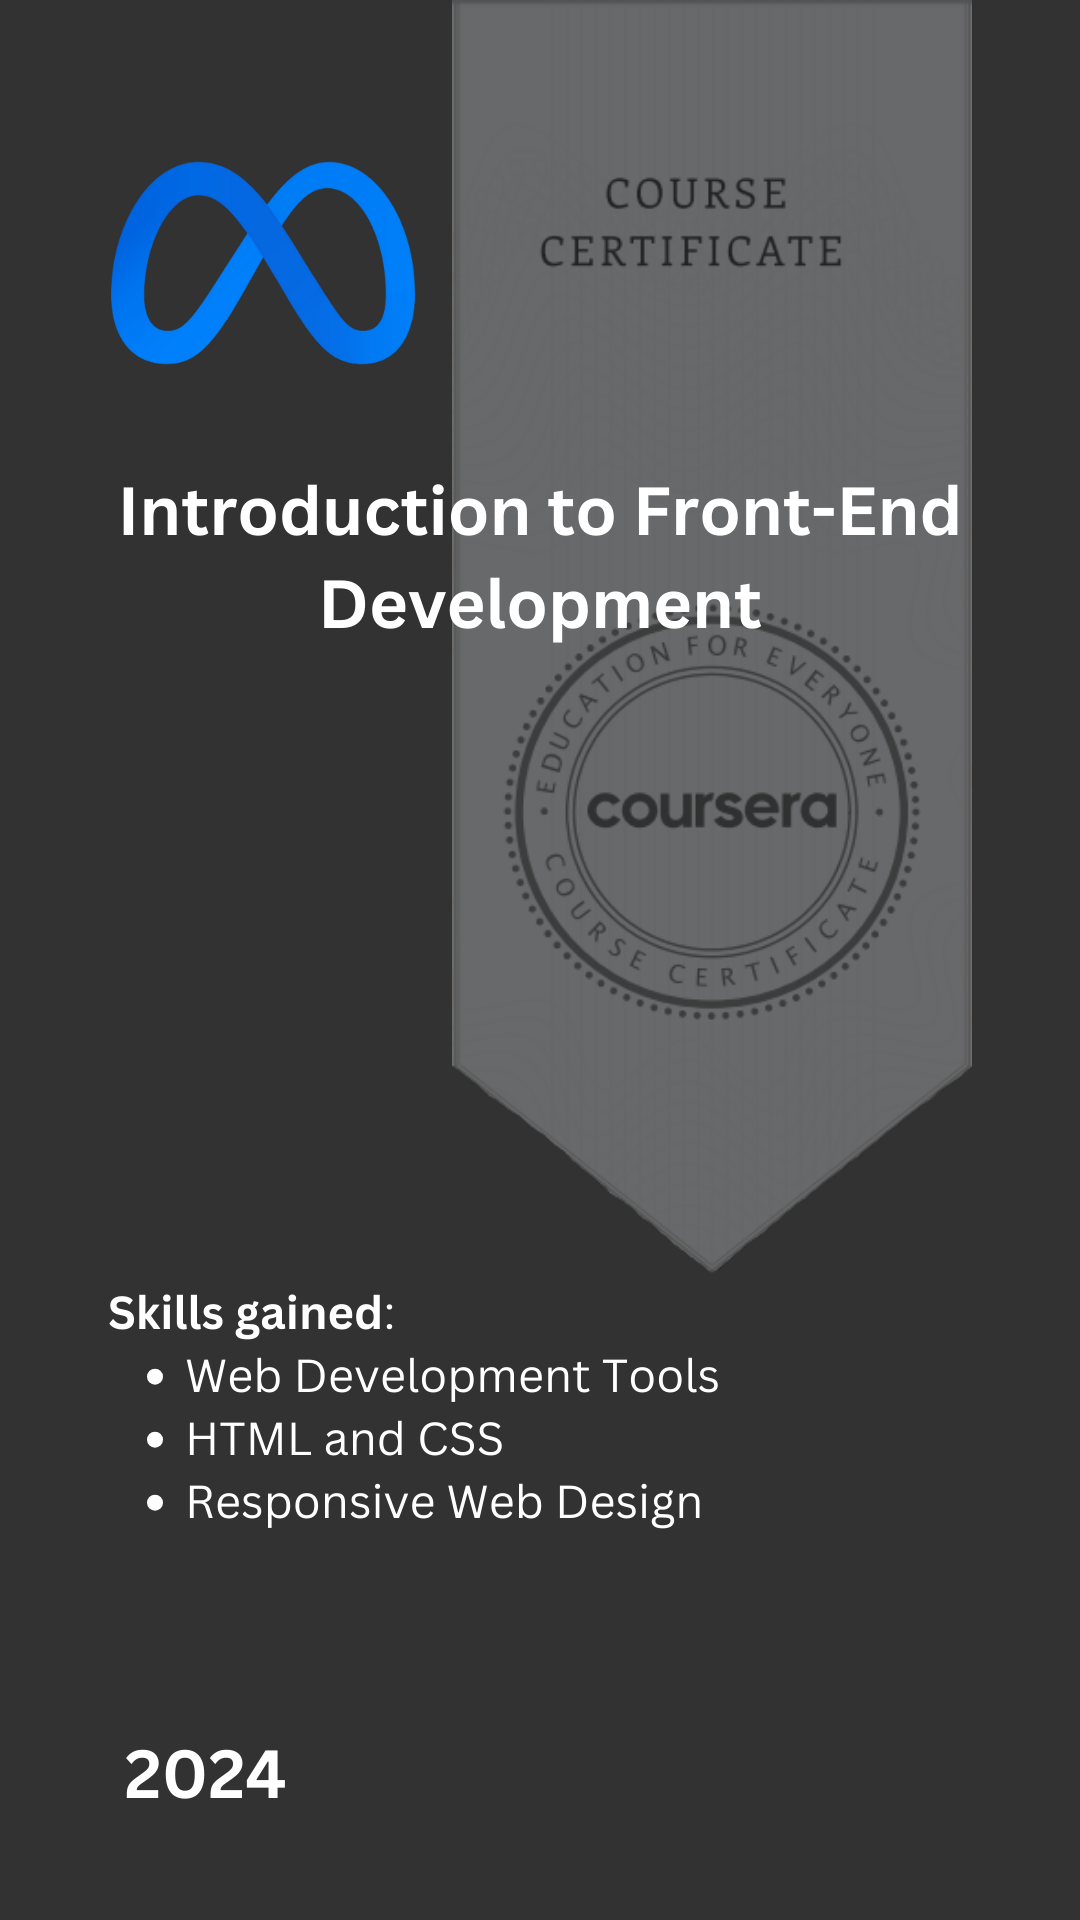 COURSE
CERTIFICATE
Introduction to Front-End
Development
• EDUCATION FOR EVERYONE •
coursera
COURSE CERTIFICATE
Skills gained:
• Web Development Tools
• HTML and CSS
• Responsive Web Design
2024